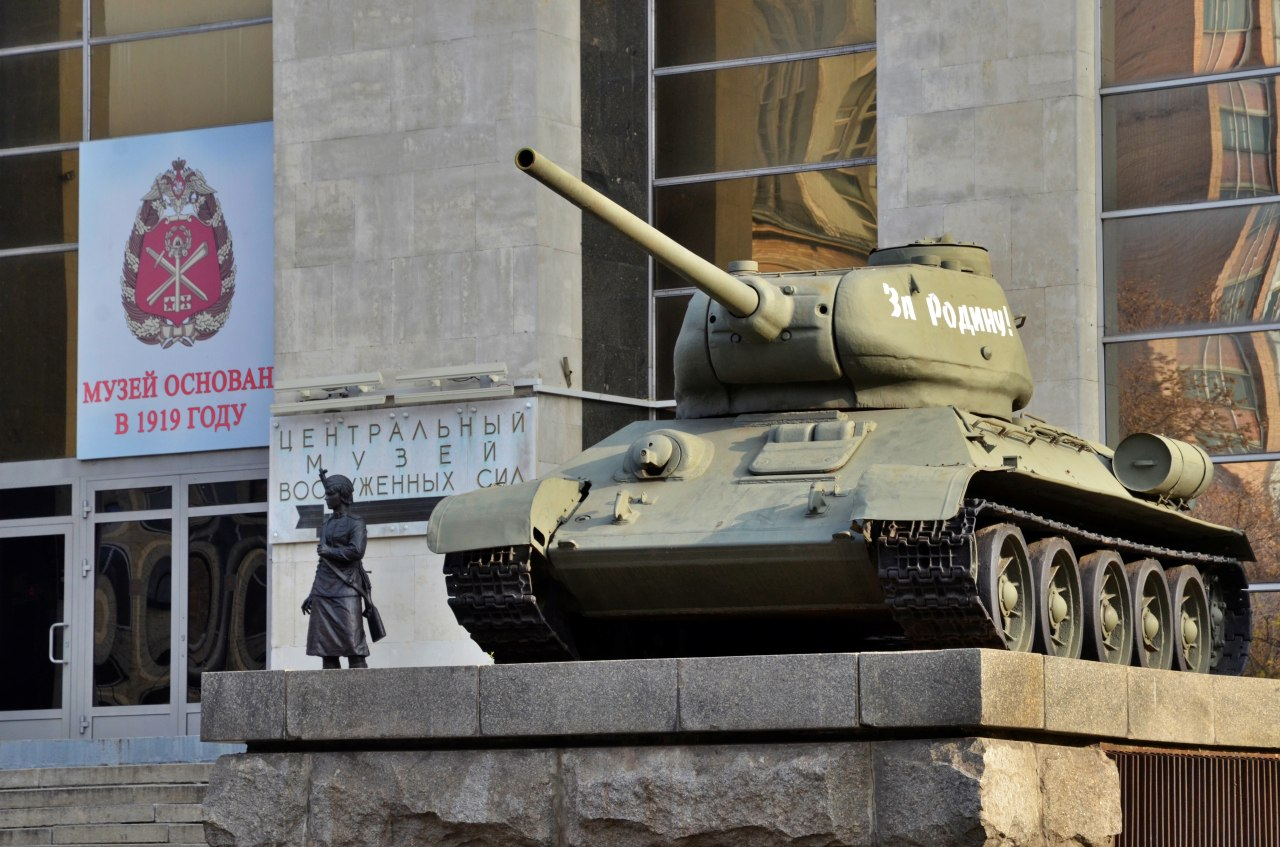 МУЗЕЙ ОСНОВАН
В 1919 ГОДУ
ЦЕНТРАЛЬНЫЙ
МУЗЕЙ
ВООРУЖЕННЫХ СИЛ
За Родину!